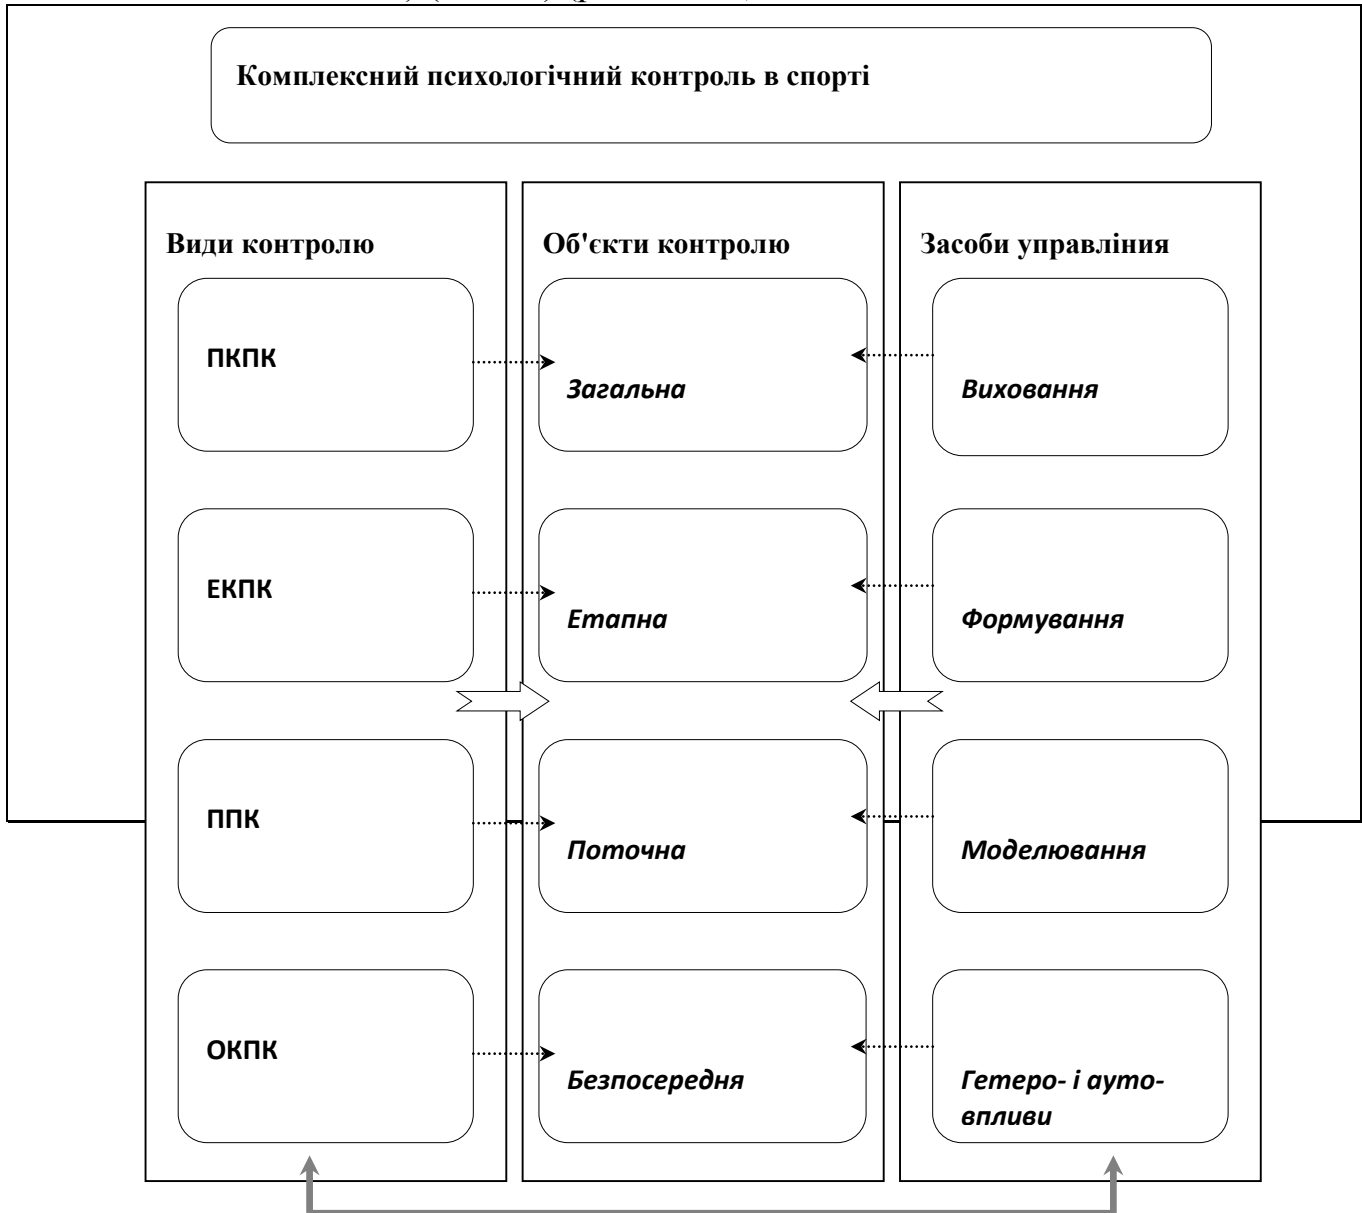 Комплексний психологічний контроль в спорті
Види контролю
Об'єкти контролю
Засоби управліния
ПКПК
Загальна
Виховання
ЕКПК
Етапна
Формування
ППК
Поточна
Моделювання
ОКПК
Безпосередня
Гетеро- і ауто-
впливи